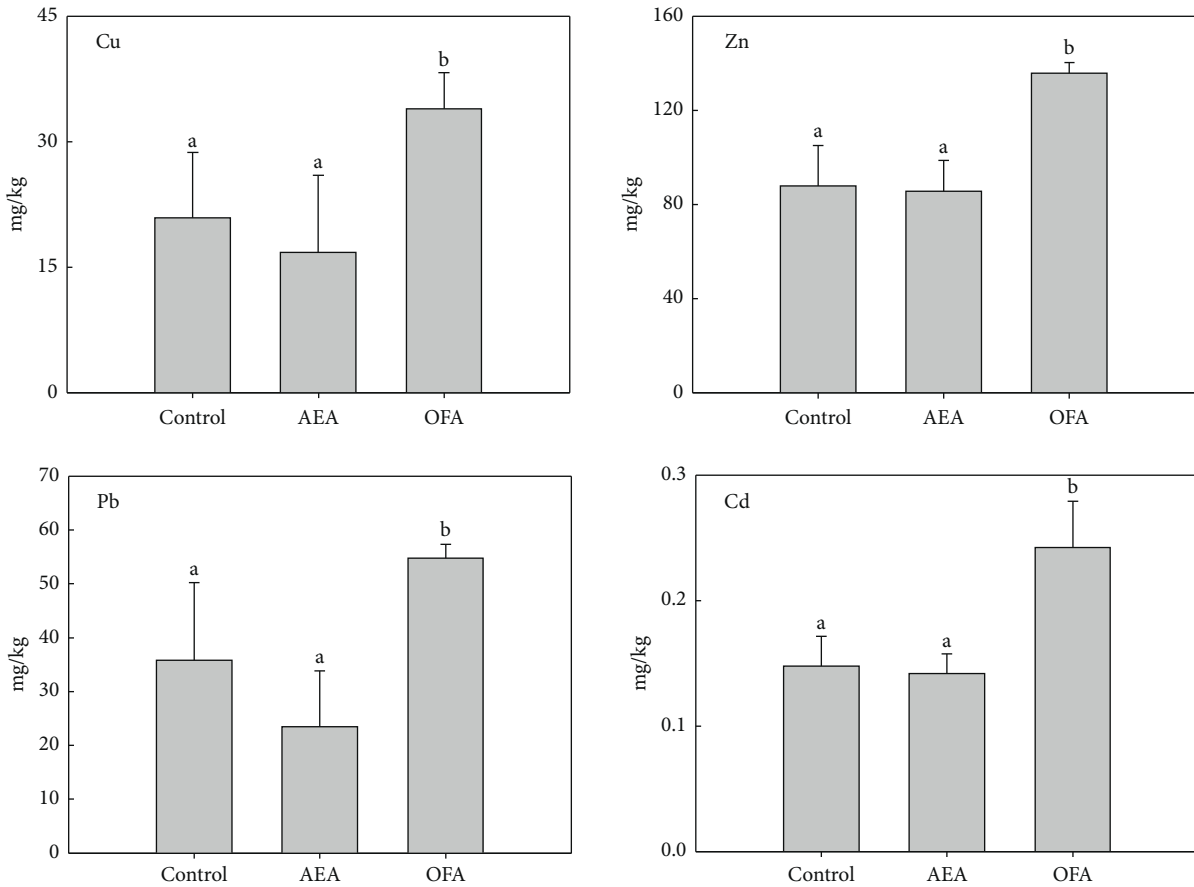 45
Cu
b
30
a
a
mg/kg
15
0
Control AEA OFA
160
Zn
b
120
a
a
mg/kg
80
40
0
Control AEA OFA
70
Pb
60
b
50
a
a
40
mg/kg
30
20
10
0
Control AEA OFA
0.3
Cd
b
0.2
a
a
mg/kg
0.1
0.0
Control AEA OFA